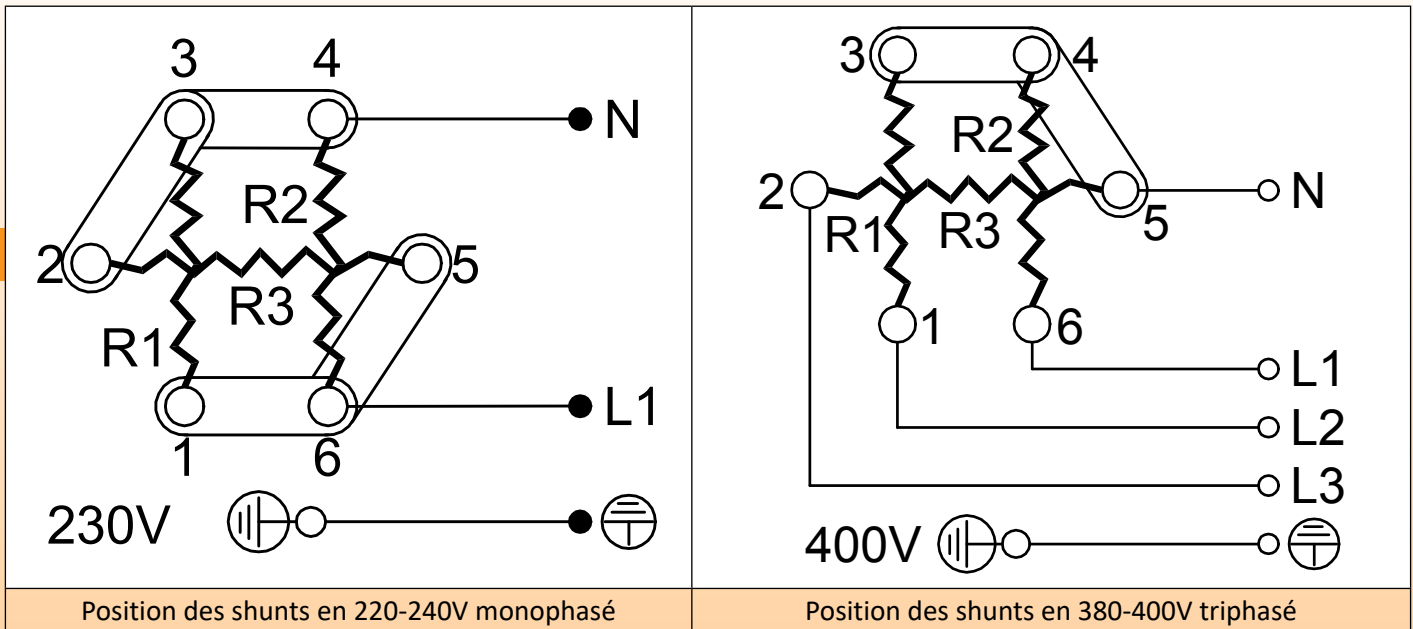 3 4
N
R2
2 5
R3
R1
L1
1 6
230V
Position des shunts en 220-240V monophasé
3 4
R2
2 N
R1 R3 5
1 6
L1
L2
L3
400V
Position des shunts en 380-400V triphasé